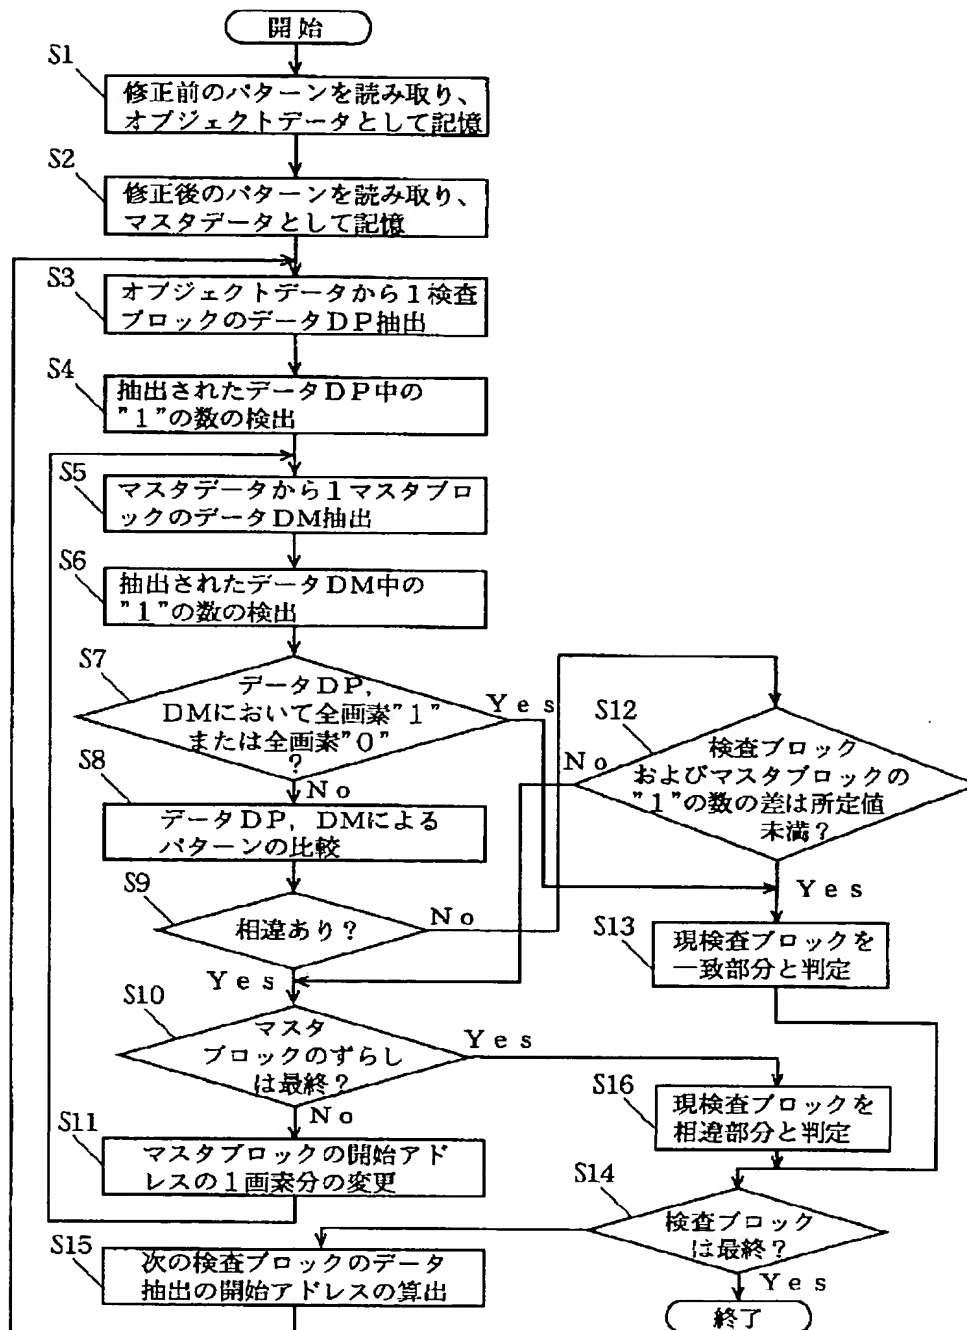 開始
S1
修正前のパターンを読み取り、
オブジェクトデータとして記憶
S2
修正後のパターンを読み取り、
マスタデータとして記憶
S3
オブジェクトデータから１検査
ブロックのデータＤＰ抽出
S4
抽出されたデータＤＰ中の
”１”の数の検出
S5
マスタデータから１マスタブロ
ックのデータDM抽出
S6
抽出されたデータDM中の
”１”の数の検出
S7
データＤＰ，
DMにおいて全画素”１”
または全画素”０”
？
Ｙｅｓ
Ｎｏ
S8
データＤＰ，DMによる
パターンの比較
S9
相違あり？
Ｎｏ
Ｙｅｓ
S12
検査ブロック
およびマスタブロックの
”１”の数の差は所定値
未満？
Ｎｏ
Ｙｅｓ
S13
現検査ブロックを
一致部分と判定
S10
マスタ
ブロックのずらし
は最終？
Ｙｅｓ
Ｎｏ
S16
現検査ブロックを
相違部分と判定
S11
マスタブロックの開始アド
レスの１画素分の変更
S14
検査ブロック
は最終？
Ｙｅｓ
S15
次の検査ブロックのデータ
抽出の開始アドレスの算出
終了